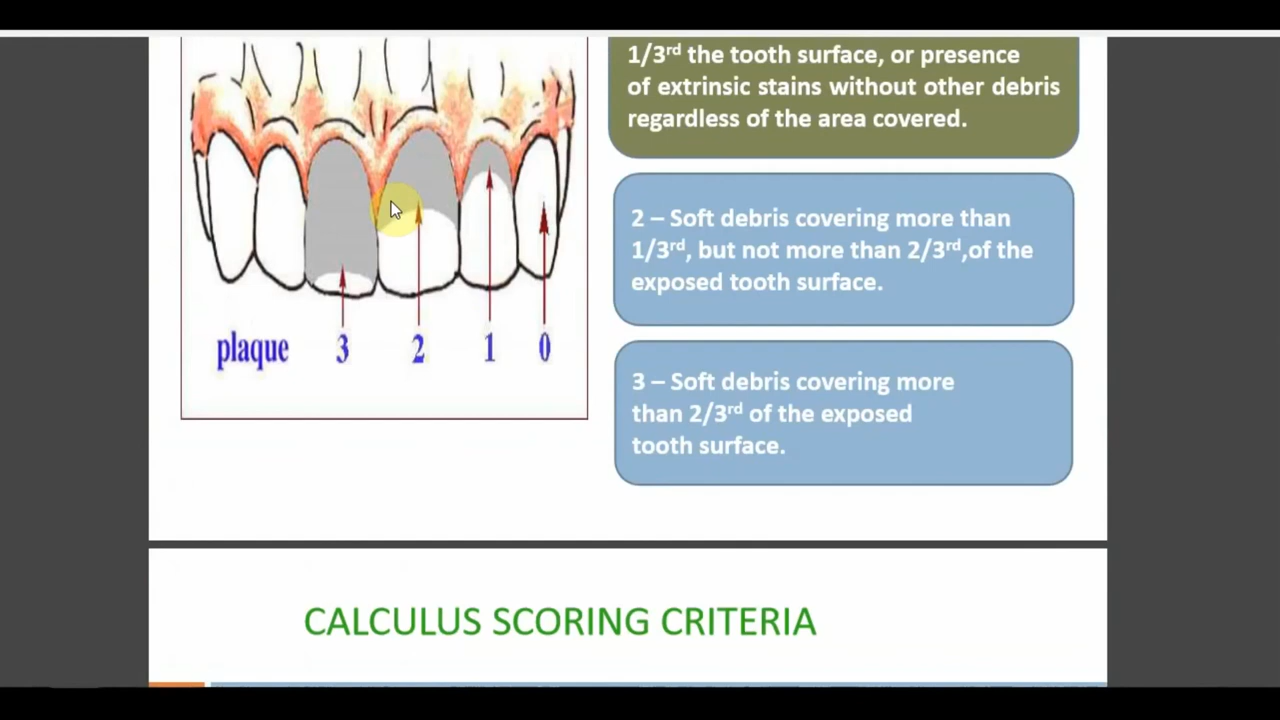 1/3rd the tooth surface, or presence
of extrinsic stains without other debris
regardless of the area covered.
2 – Soft debris covering more than
1/3rd, but not more than 2/3rd,of the
exposed tooth surface.
3 – Soft debris covering more
than 2/3rd of the exposed
tooth surface.
plaque 3 2 1 0
CALCULUS SCORING CRITERIA